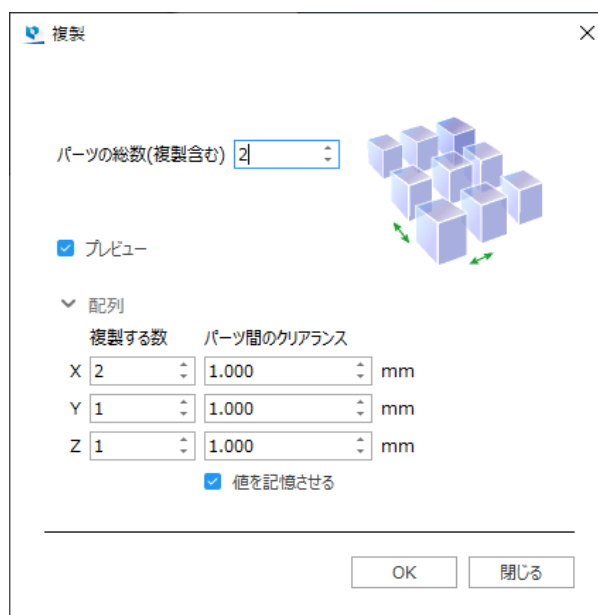 複製
パーツの総数(複製含む) 2
プレビュー
配列
複製する数 パーツ間のクリアランス
X 2 1.000 mm
Y 1 1.000 mm
Z 1 1.000 mm
値を記憶させる
OK 閉じる